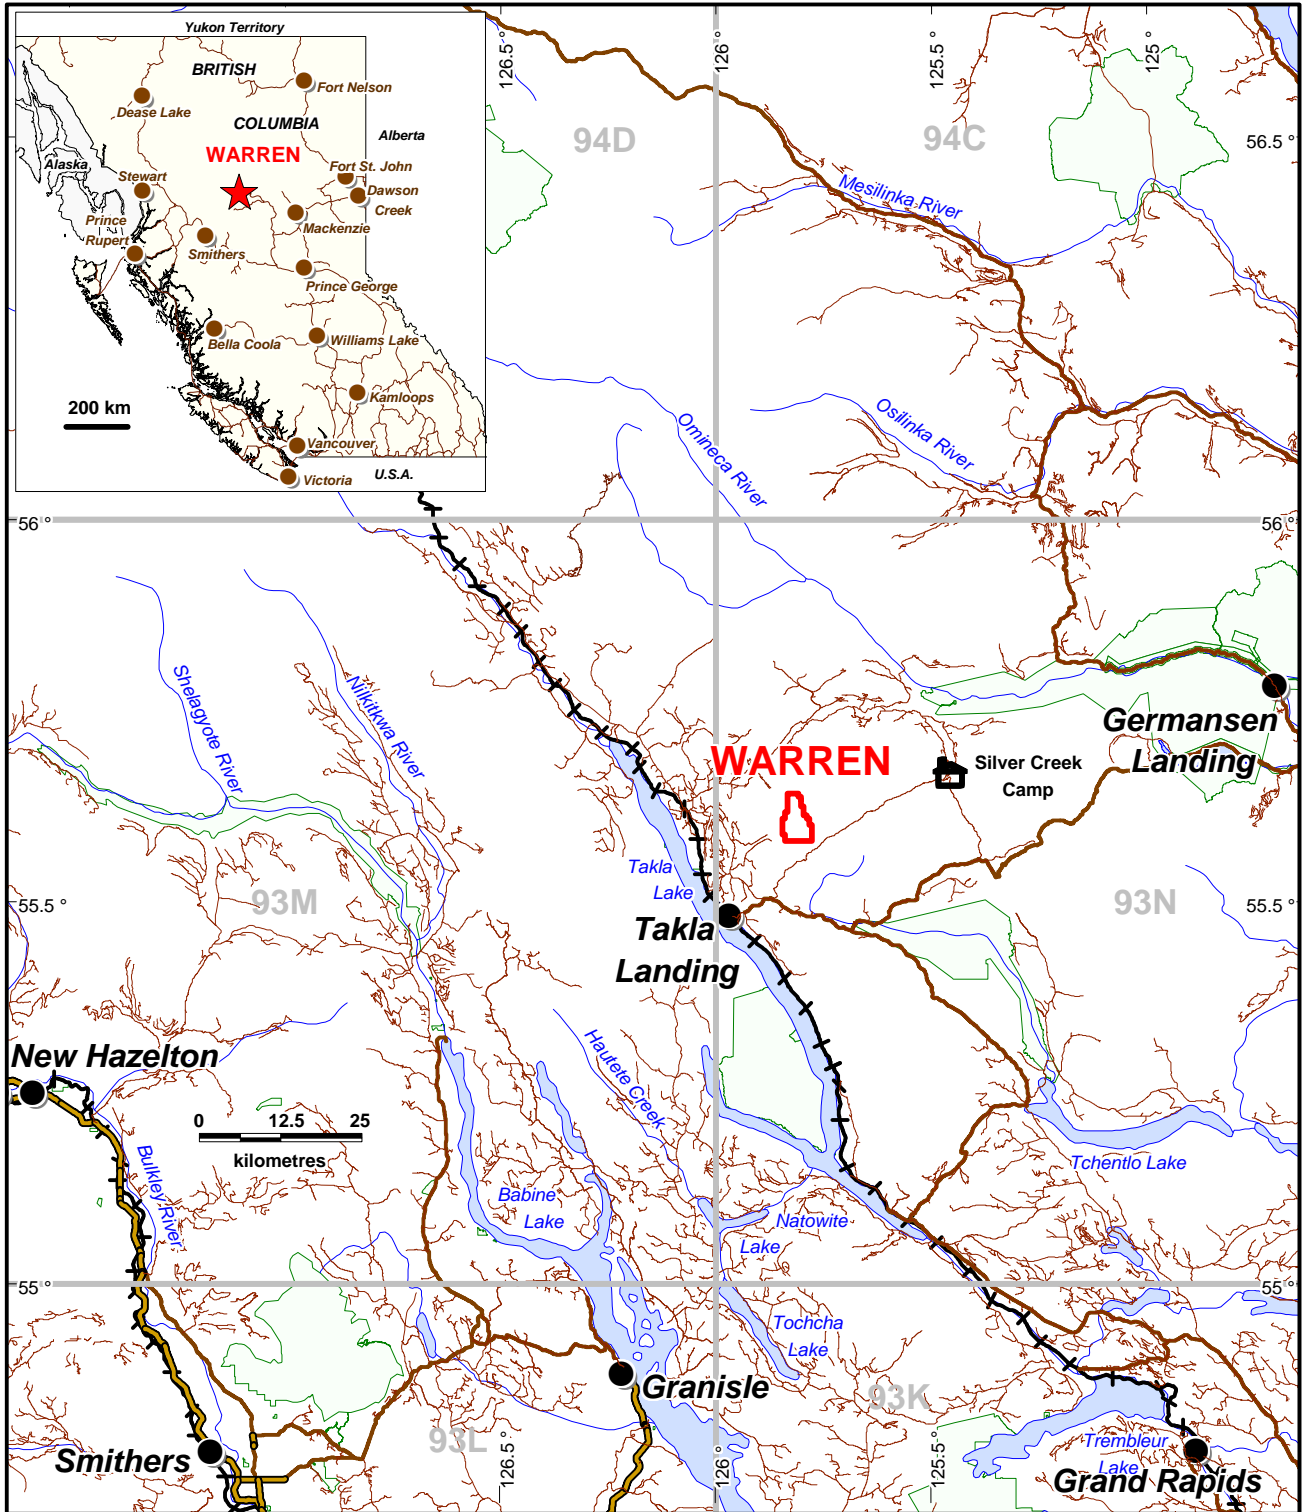 Yukon Territory
BRITISH
Fort Nelson
Dease Lake
COLUMBIA
Alberta
WARREN
Alaska
Fort St. John
Stewart
Dawson
Creek
Prince
Rupert
Mackenzie
Smithers
Prince George
Bella Coola
Williams Lake
200 km
Kamloops
Vancouver
U.S.A.
Victoria
126.5 °
126 °
125.5 °
125 °
94D
94C
56.5 °
Mesilinka River
Omineca River
Osilinka River
56 °
56 °
Shelagyote River
Nilkitkwa River
Germansen
Landing
WARREN
Silver Creek
Camp
Takla
Lake
93M
93N
55.5 °
55.5 °
Takla
Landing
New Hazelton
Hautete Creek
0 12.5 25
kilometres
Bulkley River
Tchentlo Lake
Babine
Lake
Natowite
Lake
55 °
55 °
Tochcha
Lake
Granisle
93K
93L
Smithers
Trembleur
Lake
Grand Rapids
126.5 °
126 °
125.5 °